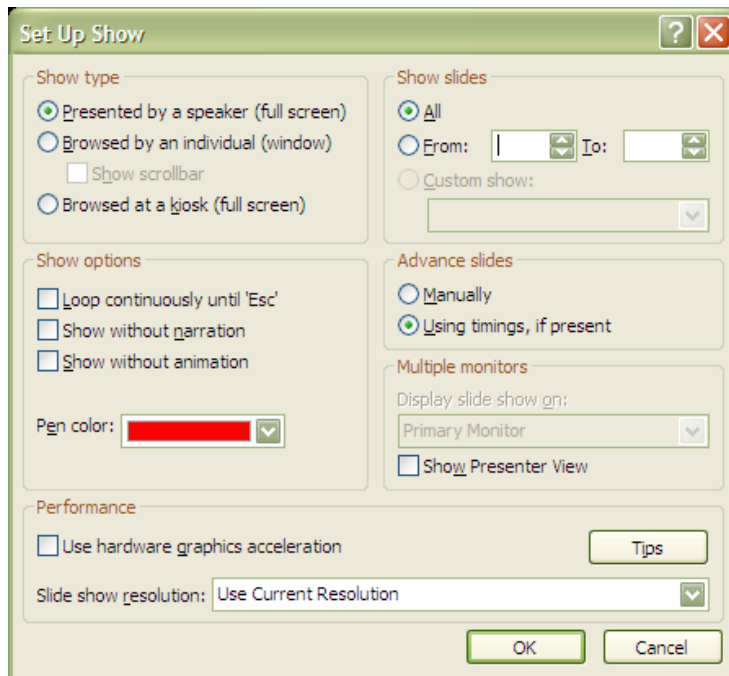 Set Up Show
Show type
Presented by a speaker (full screen)
Browsed by an individual (window)
Show scrollbar
Browsed at a kiosk (full screen)
Show slides
All
From: To:
Custom show:
Show options
Loop continuously until 'Esc'
Show without narration
Show without animation
Pen color:
Advance slides
Manually
Using timings, if present
Multiple monitors
Display slide show on:
Primary Monitor
Show Presenter View
Performance
Use hardware graphics acceleration
Tips
Slide show resolution: Use Current Resolution
OK Cancel